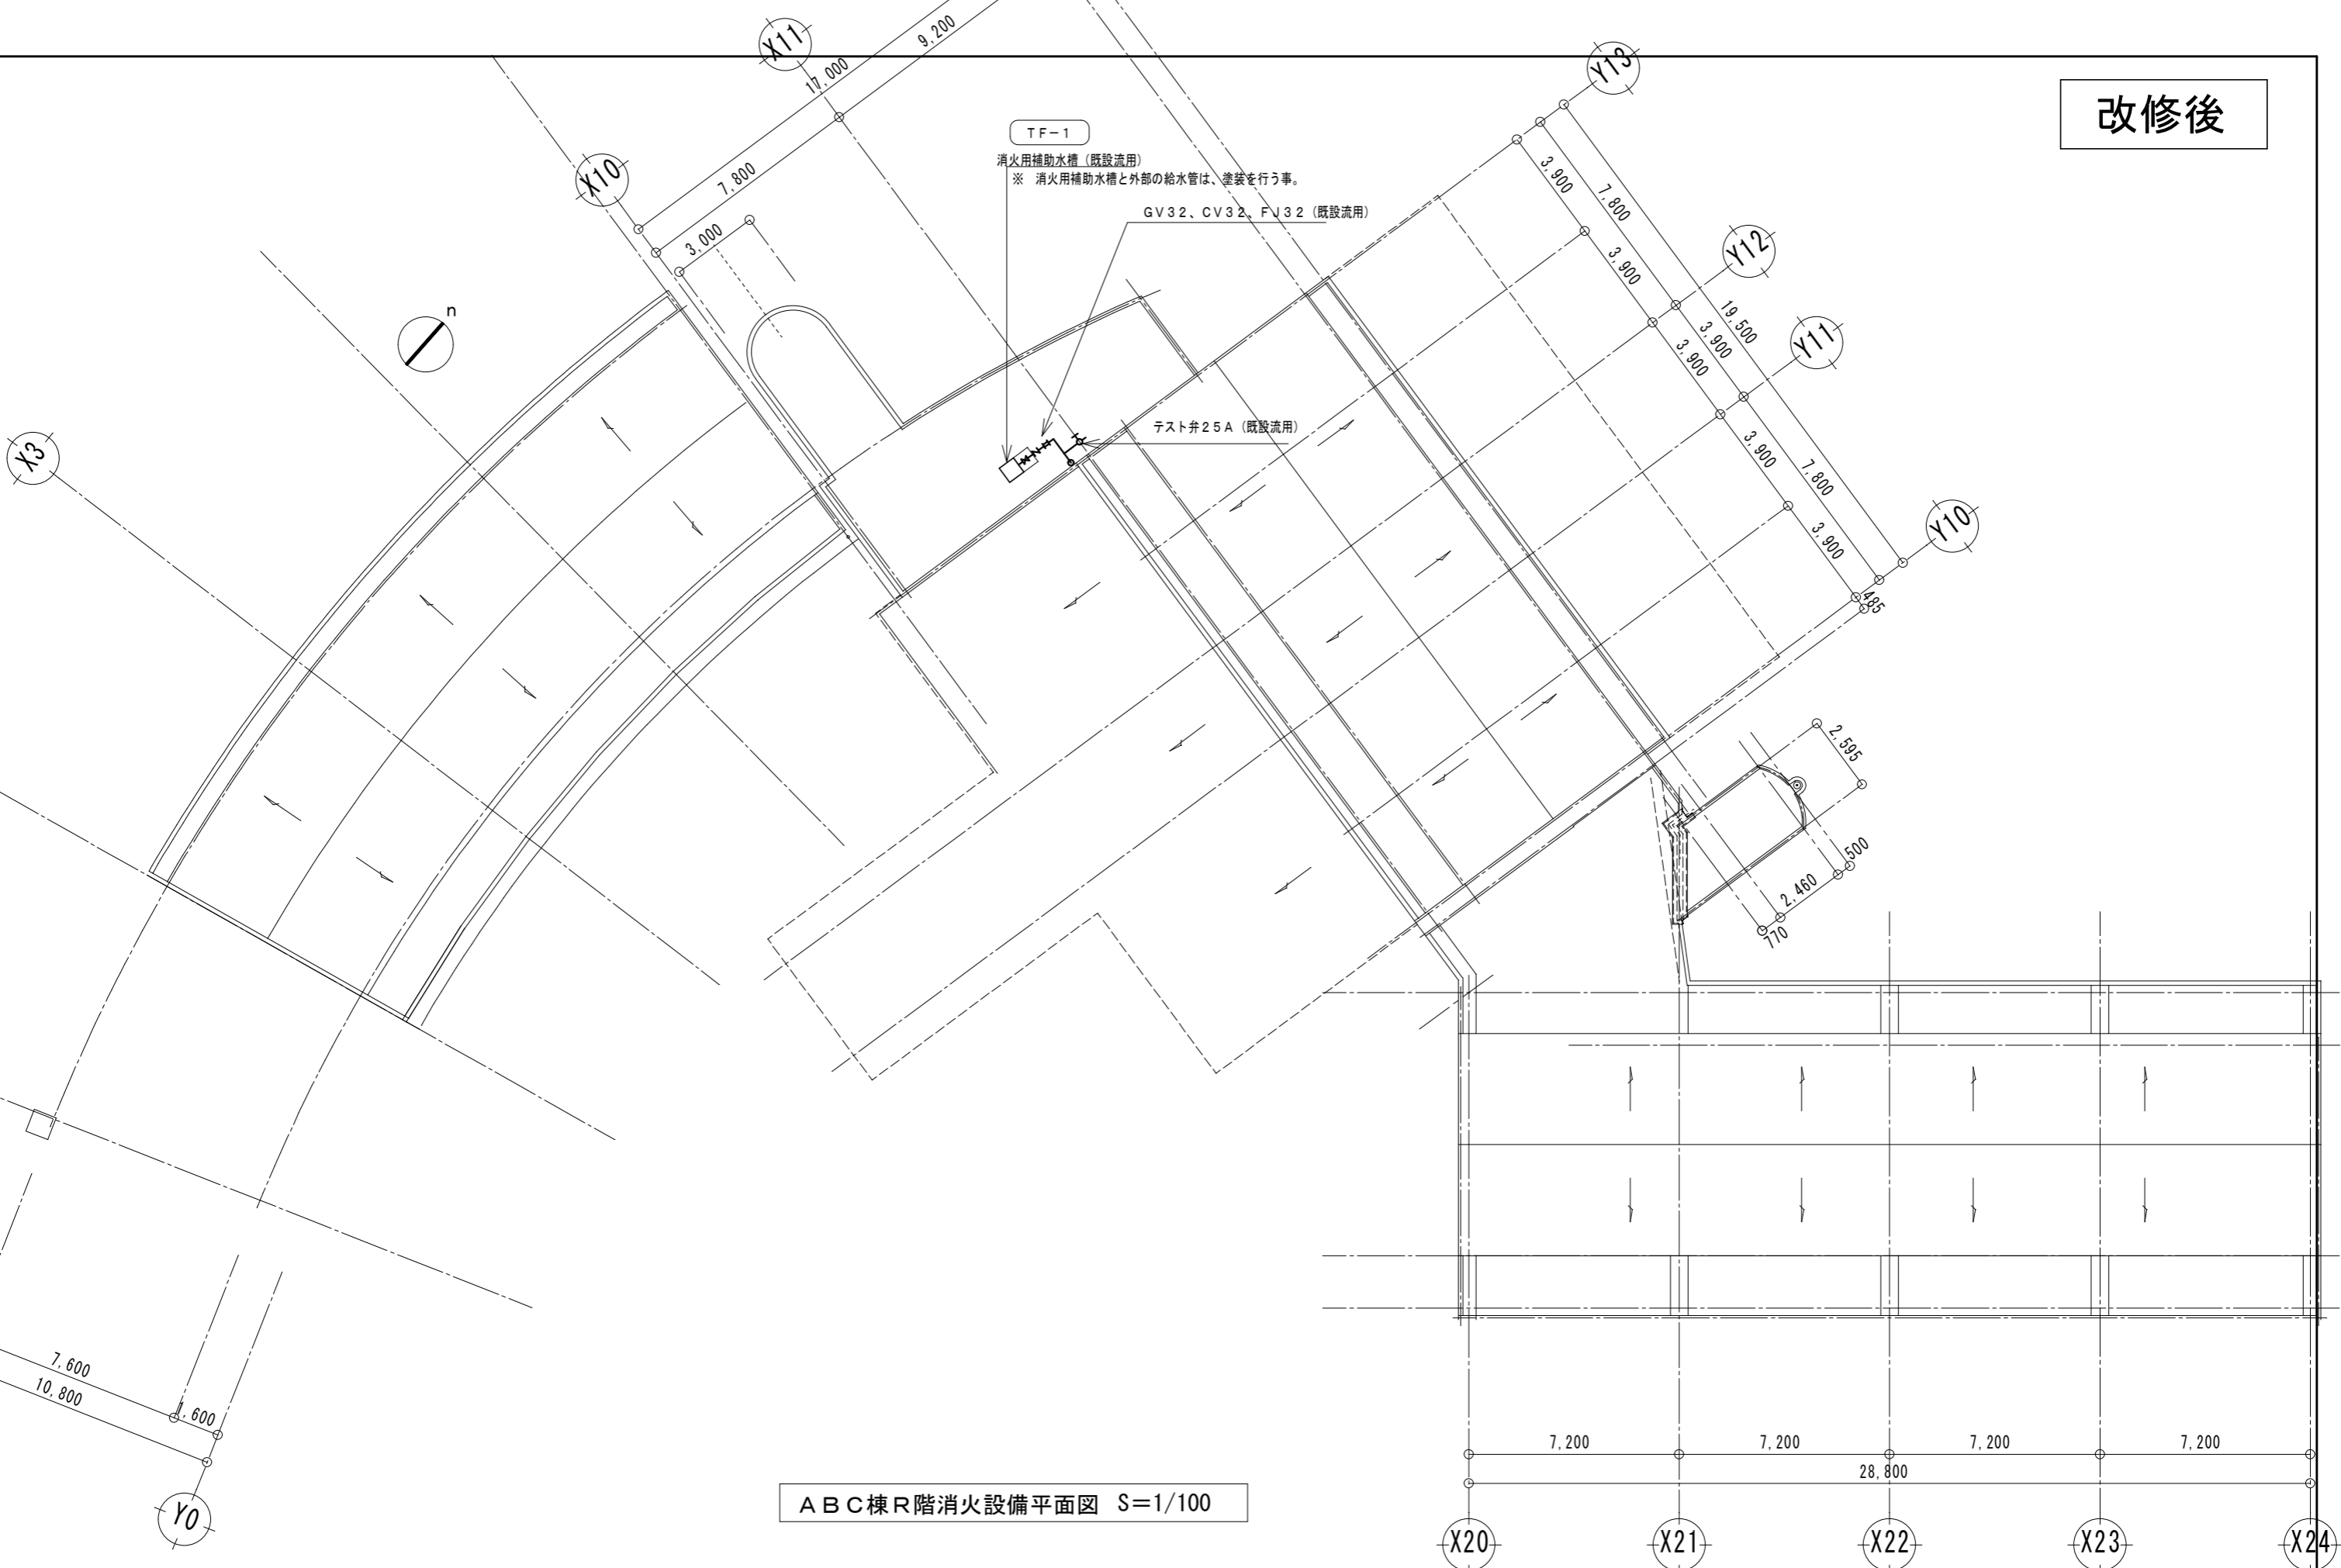 改修後
X11
9,200
17,000
Y13
TF-1
消火用補助水槽（既設流用）
※　消火用補助水槽と外部の給水管は、塗装を行う事。
X10
7,800
3,900
7,800
GV32、CV32、FJ32（既設流用）
3,000
Y12
3,900
19,500
n
3,900
3,900
Y11
テスト弁25A（既設流用）
X3
3,900
7,800
Y10
3,900
485
2,595
500
2,460
770
7,600
10,800
1,600
Y0
7,200
7,200
7,200
7,200
28,800
ＡＢＣ棟Ｒ階消火設備平面図　S＝1/100
X20
X21
X22
X23
X24